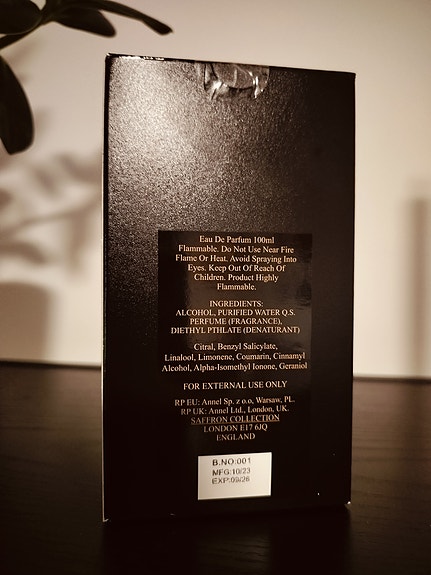 Eau De Parfum 100ml
Flammable. Do Not Use Near Fire
Flame Or Heat. Avoid Spraying Into
Eyes. Keep Out Of Reach Of
Children. Product Highly
Flammable.
INGREDIENTS:
ALCOHOL, PURIFIED WATER Q.S.
PERFUME (FRAGRANCE),
DIETHYL PTHLATE (DENATURANT)
Citral, Benzyl Salicylate,
Linalool, Limonene, Coumarin, Cinnamyl
Alcohol, Alpha-Isomethyl Ionone, Geraniol
FOR EXTERNAL USE ONLY
RP EU: Annel Sp. z o.o, Warsaw, PL.
RP UK: Annel Ltd., London, UK.
SAFFRON COLLECTION
LONDON E17 6JQ
ENGLAND
B.NO:001
MFG:10/23
EXP:09/26